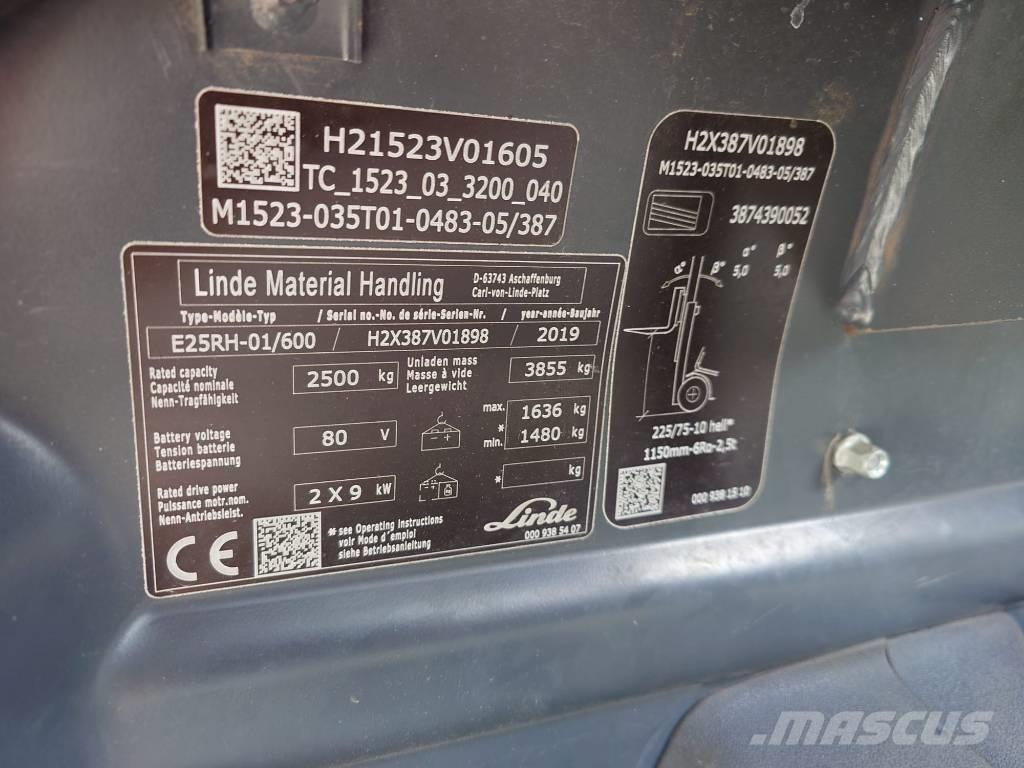 H21523V01605
TC_1523_03_3200_040
M1523-035T01-0483-05/387
Linde Material Handling
D-63743 Aschaffenburg
Carl-von-Linde-Platz
Type-Modèle-Typ / Serial no.-No. de série-Serien-Nr. / year-année-Baujahr
E25RH-01/600 / H2X387V01898 / 2019
Rated capacity
Capacité nominale
Nenn-Tragfähigkeit
2500 kg
Unladen mass
Masse à vide
Leergewicht
3855 kg
Battery voltage
Tension batterie
Batteriespannung
80 V
- +
max. 1636 kg
*
min. 1480 kg
Rated drive power
Puissance motr.nom.
Nenn-Antriebsleist.
2 X 9 kW
* kg
CE
* see Operating instructions
voir Mode d'emploi
siehe Betriebsanleitung
Linde
000 938 54 07
H2X387V01898
M1523-035T01-0483-05/387
3874390052
α° β°
5,0 5,0
α° β°
225/75-10 hell*
1150mm-6Ra-2,5t
000 938 15 10
MASCUS